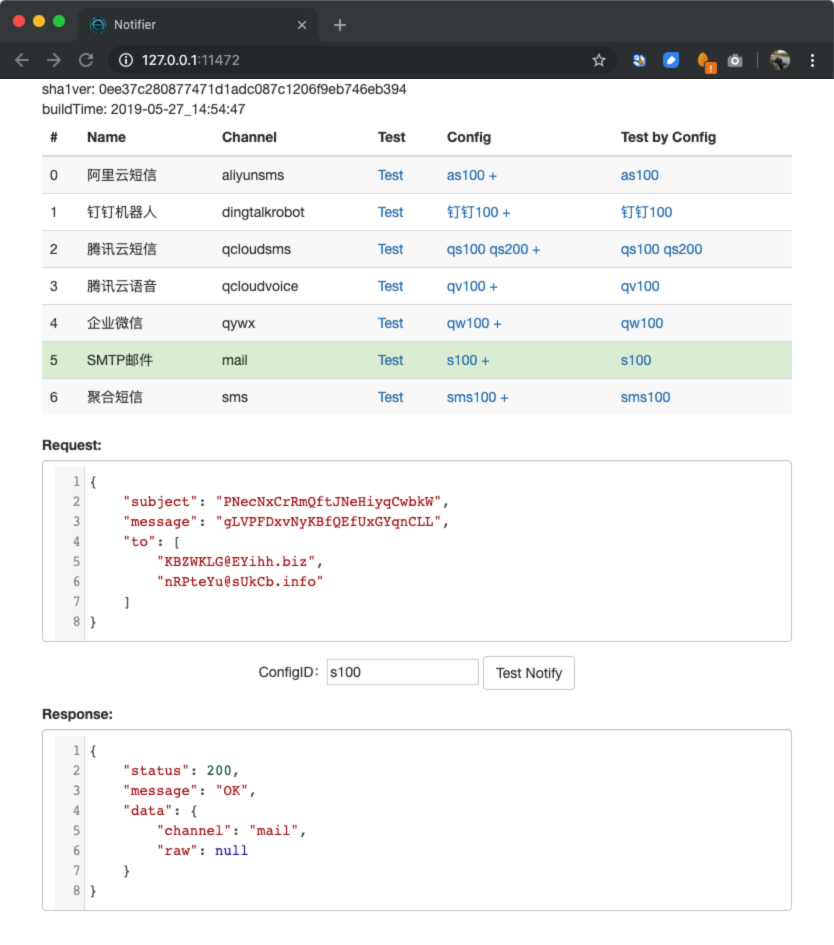 Notifier
127.0.0.1:11472
sha1ver: 0ee37c280877471d1adc087c1206f9eb746eb394
buildTime: 2019-05-27_14:54:47
# Name Channel Test Config Test by Config
0 阿里云短信 aliyunsms Test as100 + as100
1 钉钉机器人 dingtalkrobot Test 钉钉100 + 钉钉100
2 腾讯云短信 qcloudsms Test qs100 qs200 + qs100 qs200
3 腾讯云语音 qcloudvoice Test qv100 + qv100
4 企业微信 qywx Test qw100 + qw100
5 SMTP邮件 mail Test s100 + s100
6 聚合短信 sms Test sms100 + sms100
Request:
1 {
2 "subject": "PNecNxCrRmQftJNeHiyqCwbkW",
3 "message": "gLVPFDxvNyKBfQEfUxGYqnCLL",
4 "to": [
5 "KBZWKLG@EYihh.biz",
6 "nRPteYu@sUkCb.info"
7 ]
8 }
ConfigID: s100 Test Notify
Response:
1 {
2 "status": 200,
3 "message": "OK",
4 "data": {
5 "channel": "mail",
6 "raw": null
7 }
8 }